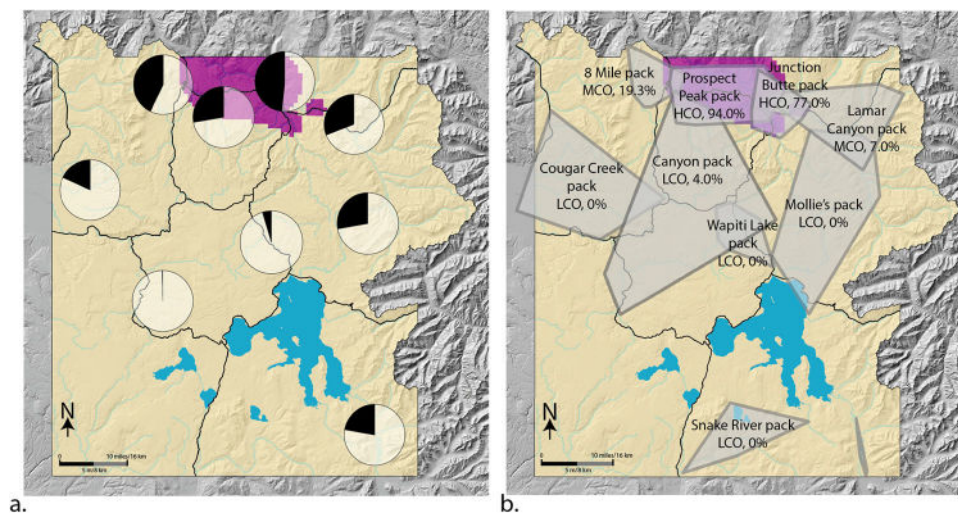 N
10 miles/16 km
0
5 m/8 km
a.
8 Mile pack
MCO, 19.3%
Prospect
Peak pack
HCO, 94.0%
Junction
Butte pack
HCO, 77.0%
Lamar
Canyon pack
MCO, 7.0%
Cougar Creek
pack
LCO, 0%
Canyon pack
LCO, 4.0%
Mollie's pack
LCO, 0%
Wapiti Lake
pack
LCO, 0%
Snake River pack
LCO, 0%
N
10 miles/16 km
0
5 m/8 km
b.